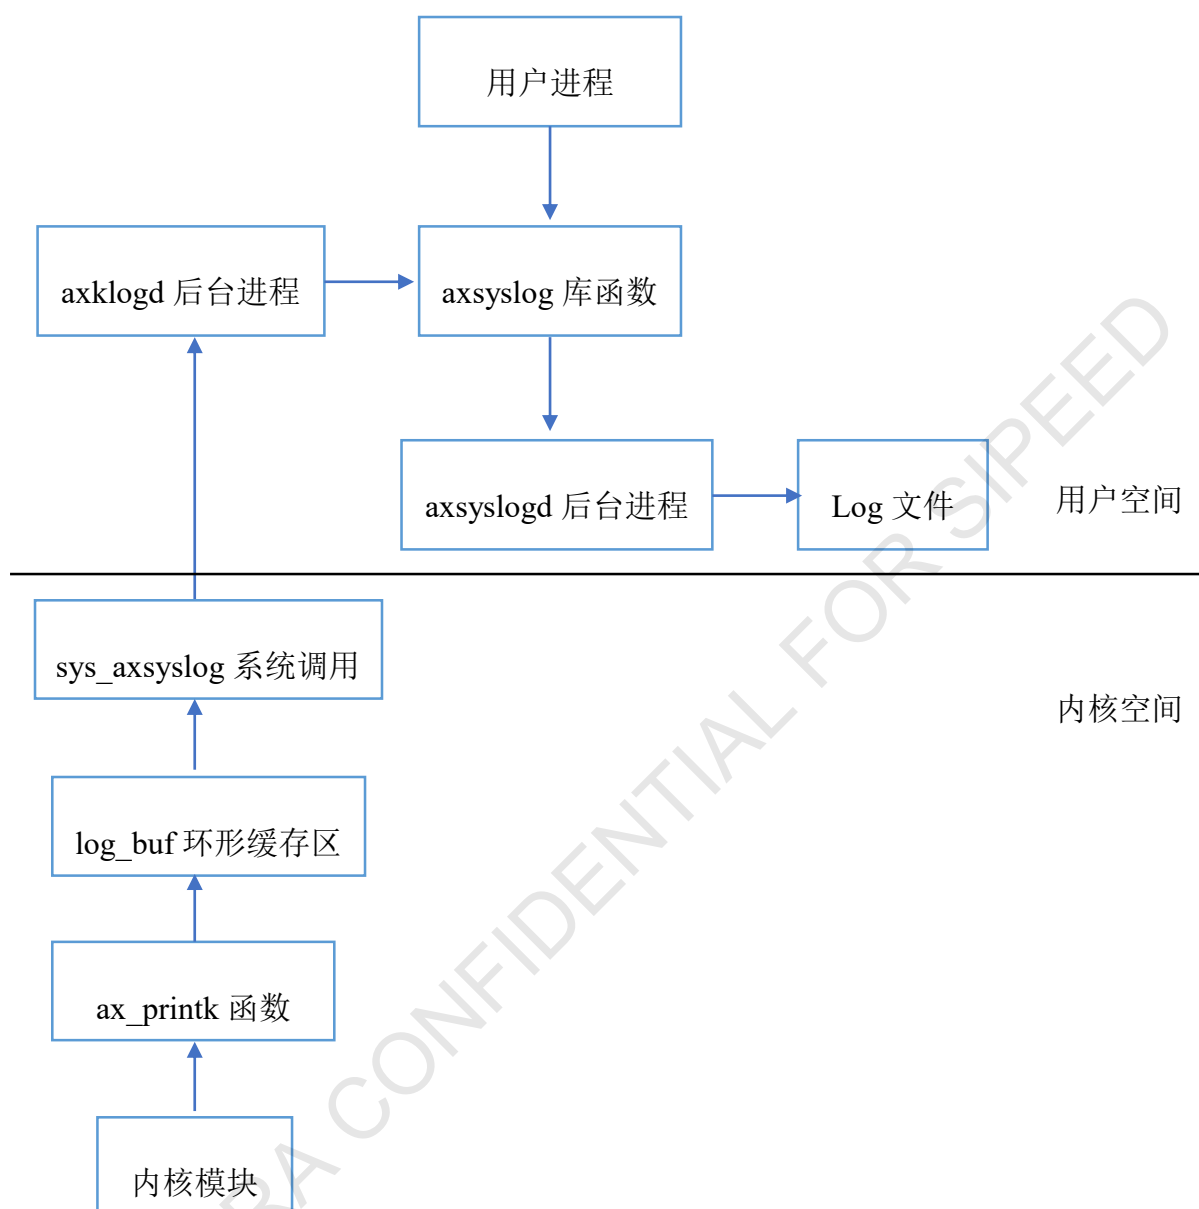 用户进程
axklogd 后台进程
axsyslog 库函数
axsyslogd 后台进程
Log 文件
用户空间
sys_axsyslog 系统调用
内核空间
log_buf 环形缓存区
ax_printk 函数
内核模块
RA CONFIDENTIAL FOR SIPEED